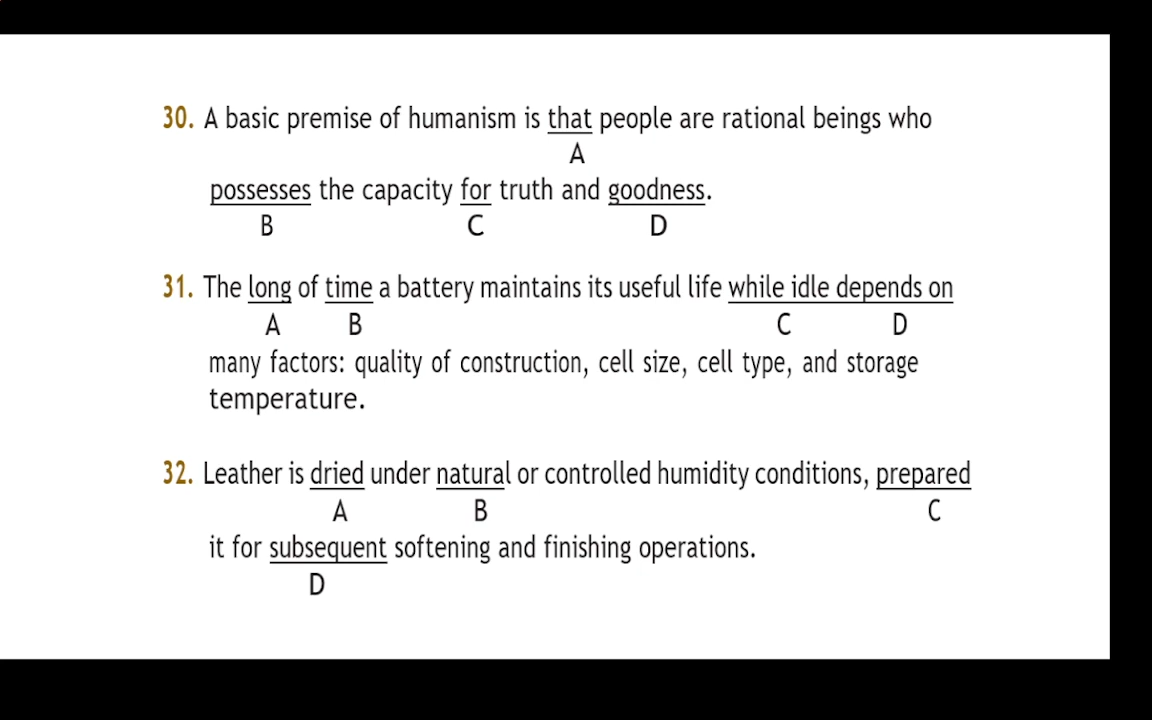 30. A basic premise of humanism is that people are rational beings who
A
possesses the capacity for truth and goodness.
B C D
31. The long of time a battery maintains its useful life while idle depends on
A B C D
many factors: quality of construction, cell size, cell type, and storage
temperature.
32. Leather is dried under natural or controlled humidity conditions, prepared
A B C
it for subsequent softening and finishing operations.
D